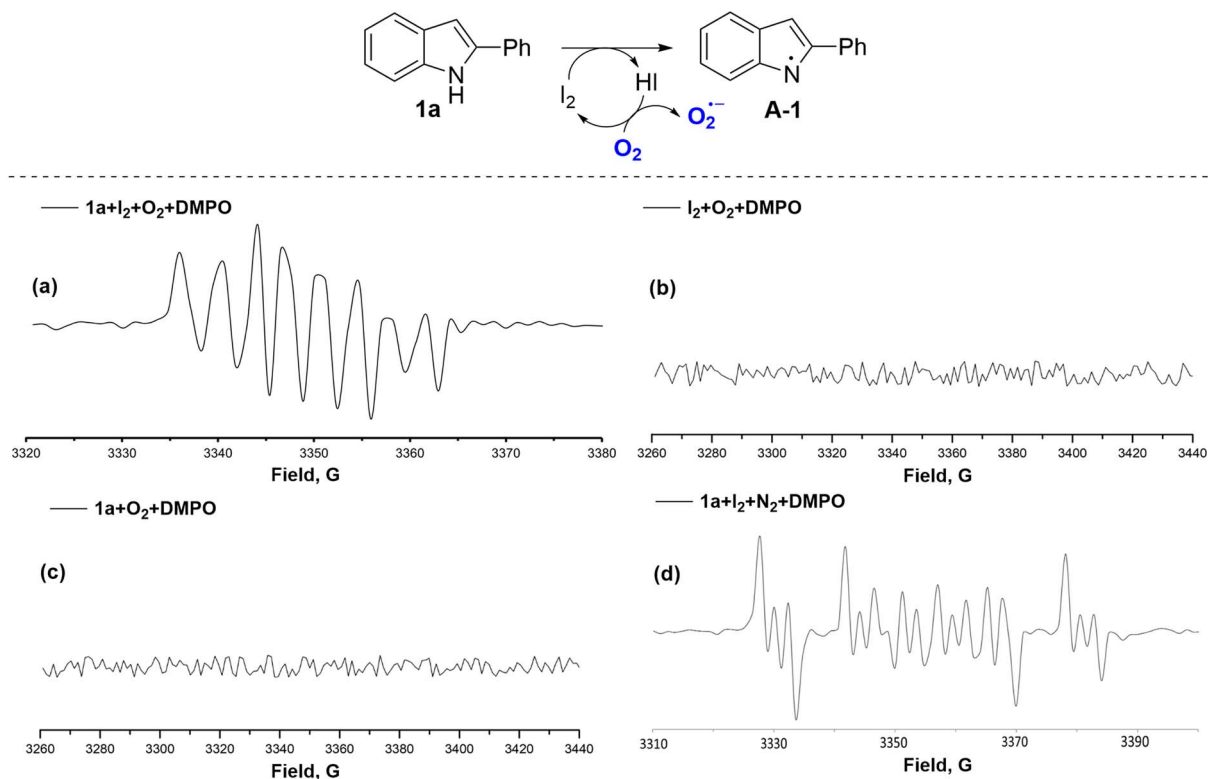 Ph
N
H
1a
I₂
HI
O₂
O₂•−
Ph
N
A-1
1a+I₂+O₂+DMPO
(a)
3320 3330 3340 3350 3360 3370 3380
Field, G
I₂+O₂+DMPO
(b)
3260 3280 3300 3320 3340 3360 3380 3400 3420 3440
Field, G
1a+O₂+DMPO
(c)
3260 3280 3300 3320 3340 3360 3380 3400 3420 3440
Field, G
1a+I₂+N₂+DMPO
(d)
3310 3330 3350 3370 3390
Field, G